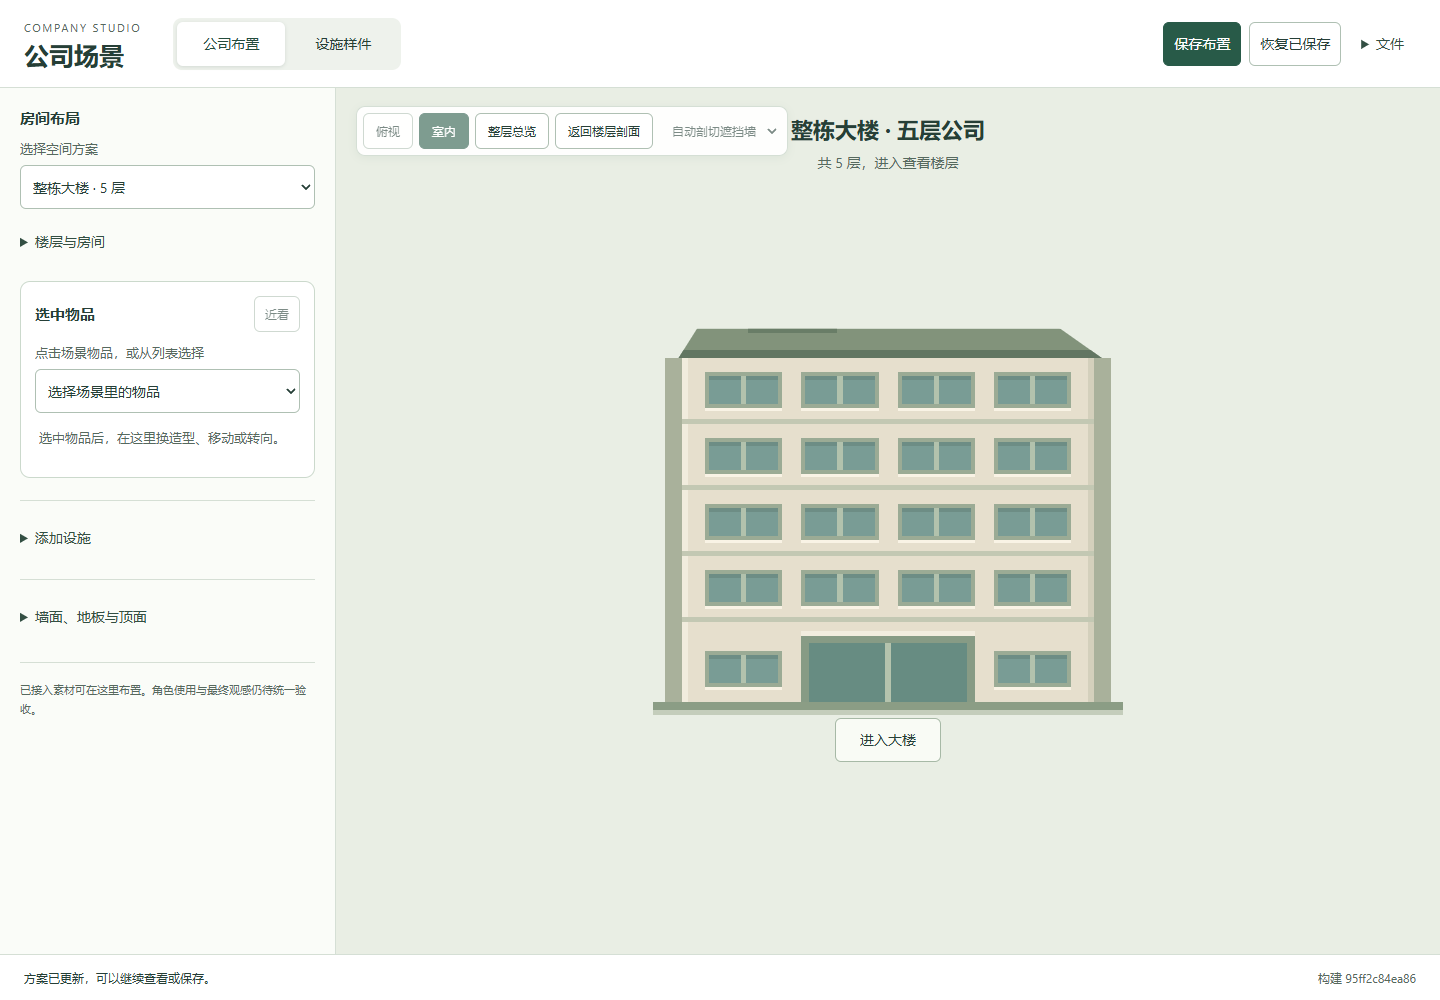 COMPANY STUDIO
公司场景
公司布置
设施样件
保存布置
恢复已保存
▶ 文件
房间布局
选择空间方案
整栋大楼 · 5 层
▶ 楼层与房间
选中物品
近看
点击场景物品，或从列表选择
选择场景里的物品
选中物品后，在这里换造型、移动或转向。
▶ 添加设施
▶ 墙面、地板与顶面
已接入素材可在这里布置。角色使用与最终观感仍待统一验
收。
俯视
室内
整层总览
返回楼层剖面
自动剖切遮挡墙
整栋大楼 · 五层公司
共 5 层，进入查看楼层
进入大楼
方案已更新，可以继续查看或保存。
构建 95ff2c84ea86